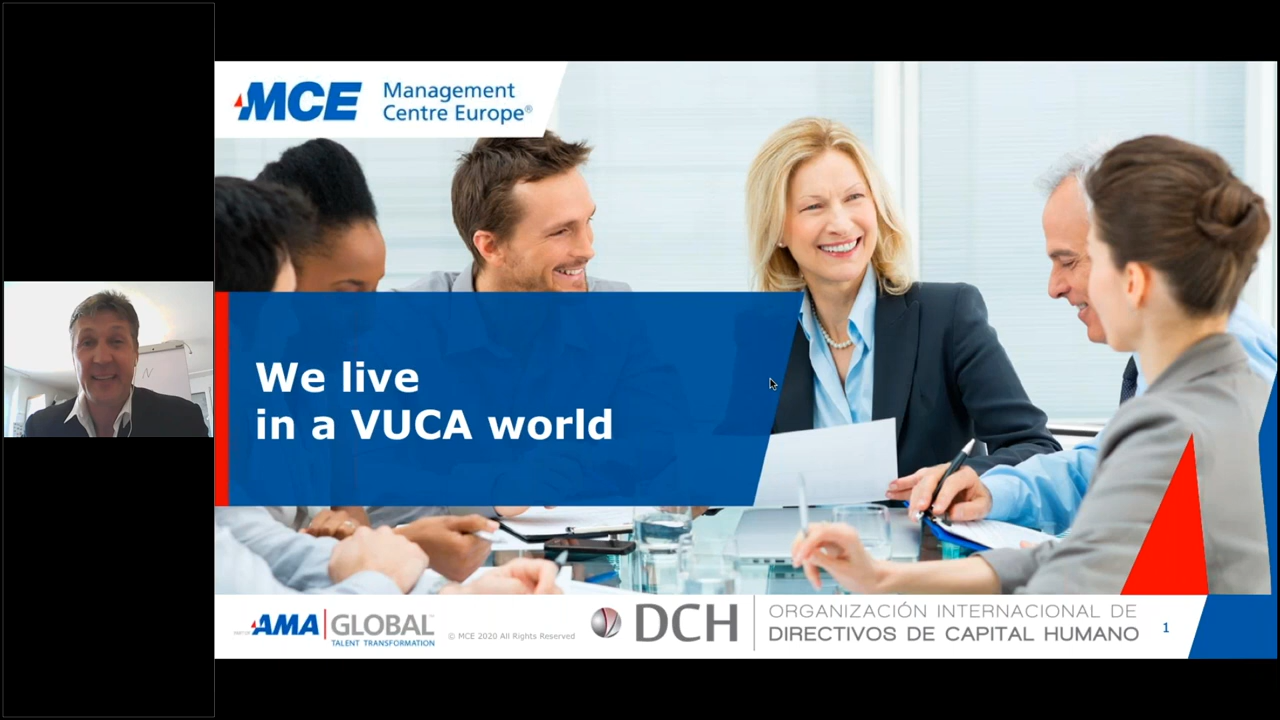 MCE Management
Centre Europe®
We live
in a VUCA world
N
AMA GLOBAL
TALENT TRANSFORMATION
© MCE 2020 All Rights Reserved
DCH
ORGANIZACIÓN INTERNACIONAL DE
DIRECTIVOS DE CAPITAL HUMANO
1